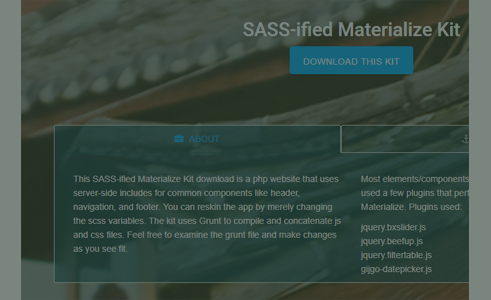 SASS-ified Materialize Kit
DOWNLOAD THIS KIT
ABOUT
This SASS-ified Materialize Kit download is a php website that uses
server-side includes for common components like header,
navigation, and footer. You can reskin the app by merely changing
the scss variables. The kit uses Grunt to compile and concatenate js
and css files. Feel free to examine the grunt file and make changes
as you see fit.
Most elements/components
used a few plugins that
Materialize. Plugins used:
jquery.bxslider.js
jquery.beefup.js
jquery.filtertable.js
gijgo-datepicker.js